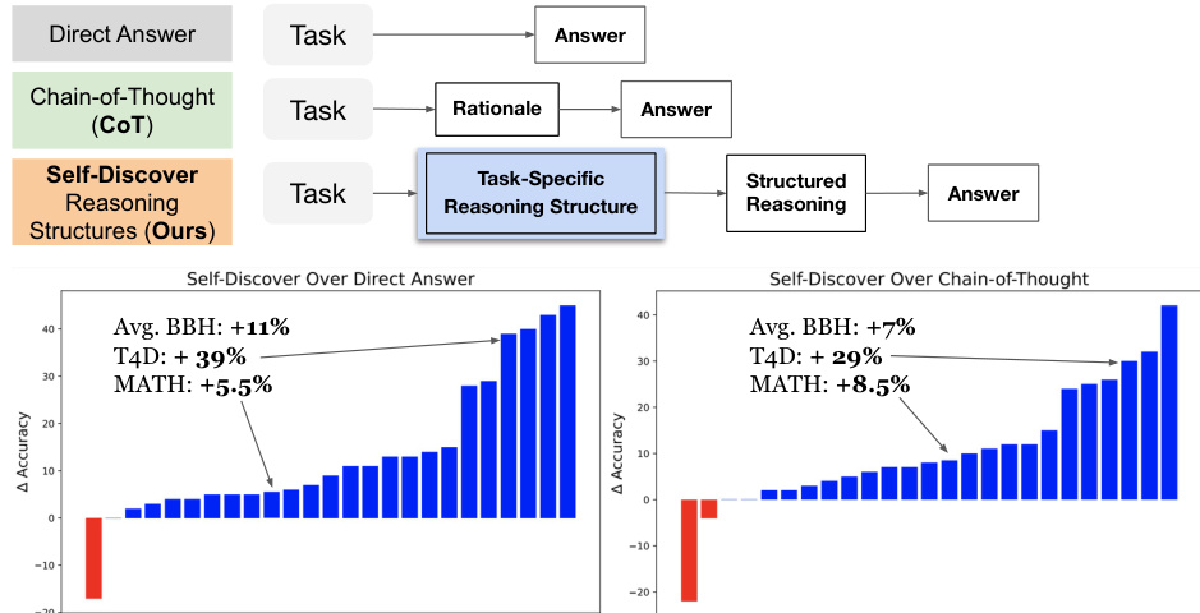 Direct Answer
Task
Answer
Chain-of-Thought
(CoT)
Task
Rationale
Answer
Self-Discover
Reasoning
Structures (Ours)
Task
Task-Specific
Reasoning Structure
Structured
Reasoning
Answer
Self-Discover Over Direct Answer
Avg. BBH: +11%
T4D: + 39%
MATH: +5.5%
Δ Accuracy
40
30
20
10
0
−10
−20
Self-Discover Over Chain-of-Thought
Avg. BBH: +7%
T4D: + 29%
MATH: +8.5%
Δ Accuracy
40
30
20
10
0
−10
−20